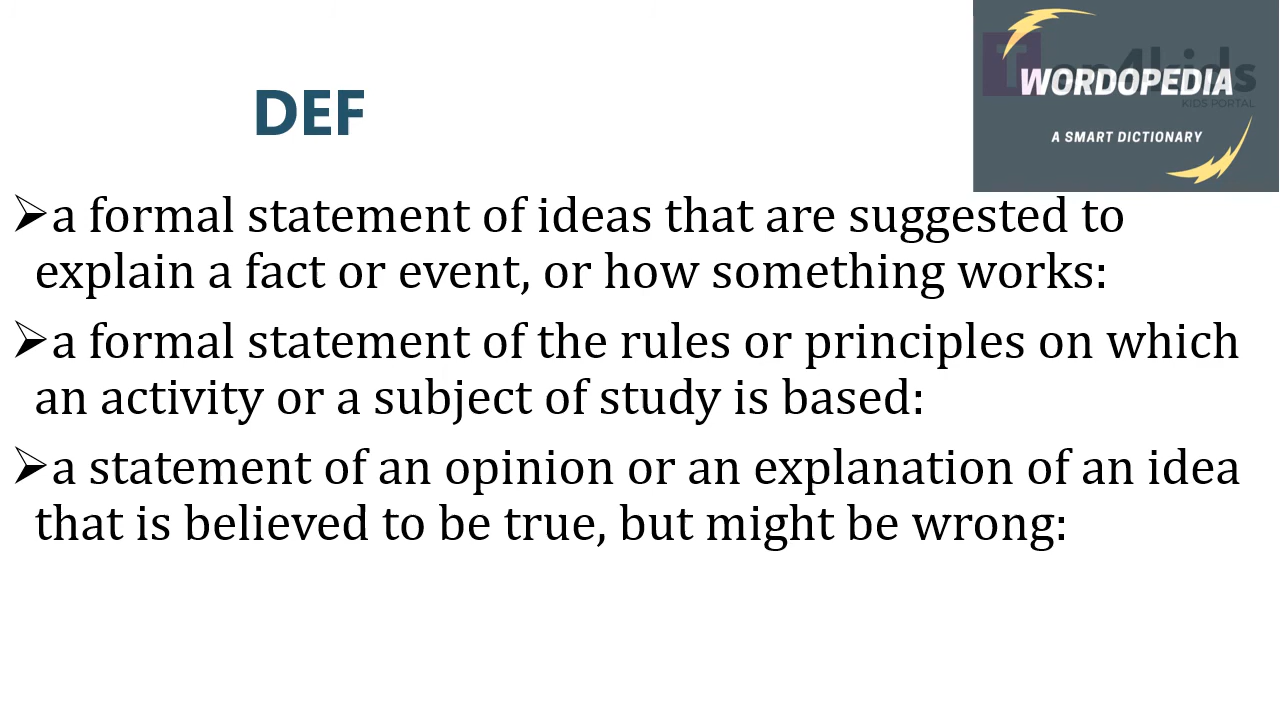 WORDOPEDIA
KIDS PORTAL
A SMART DICTIONARY
DEF
➢a formal statement of ideas that are suggested to
explain a fact or event, or how something works:
➢a formal statement of the rules or principles on which
an activity or a subject of study is based:
➢a statement of an opinion or an explanation of an idea
that is believed to be true, but might be wrong: